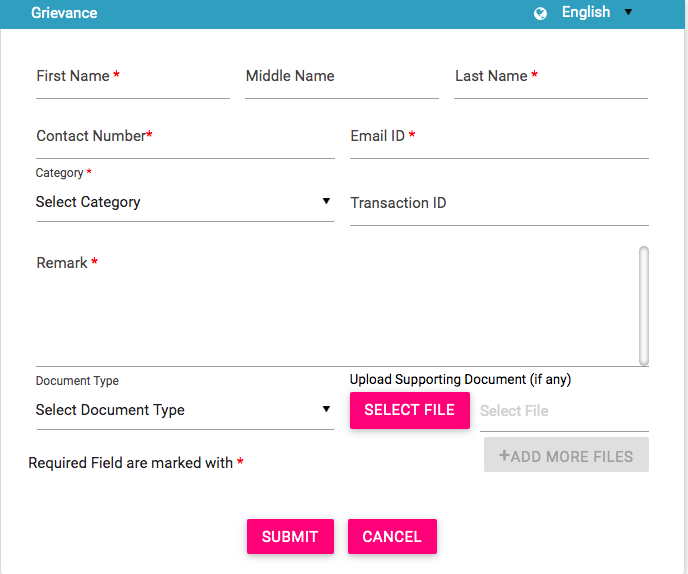 Grievance English
First Name * Middle Name Last Name *
Contact Number* Email ID *
Category *
Select Category Transaction ID
Remark *
Document Type Upload Supporting Document (if any)
Select Document Type SELECT FILE Select File
+ADD MORE FILES
Required Field are marked with *
SUBMIT CANCEL